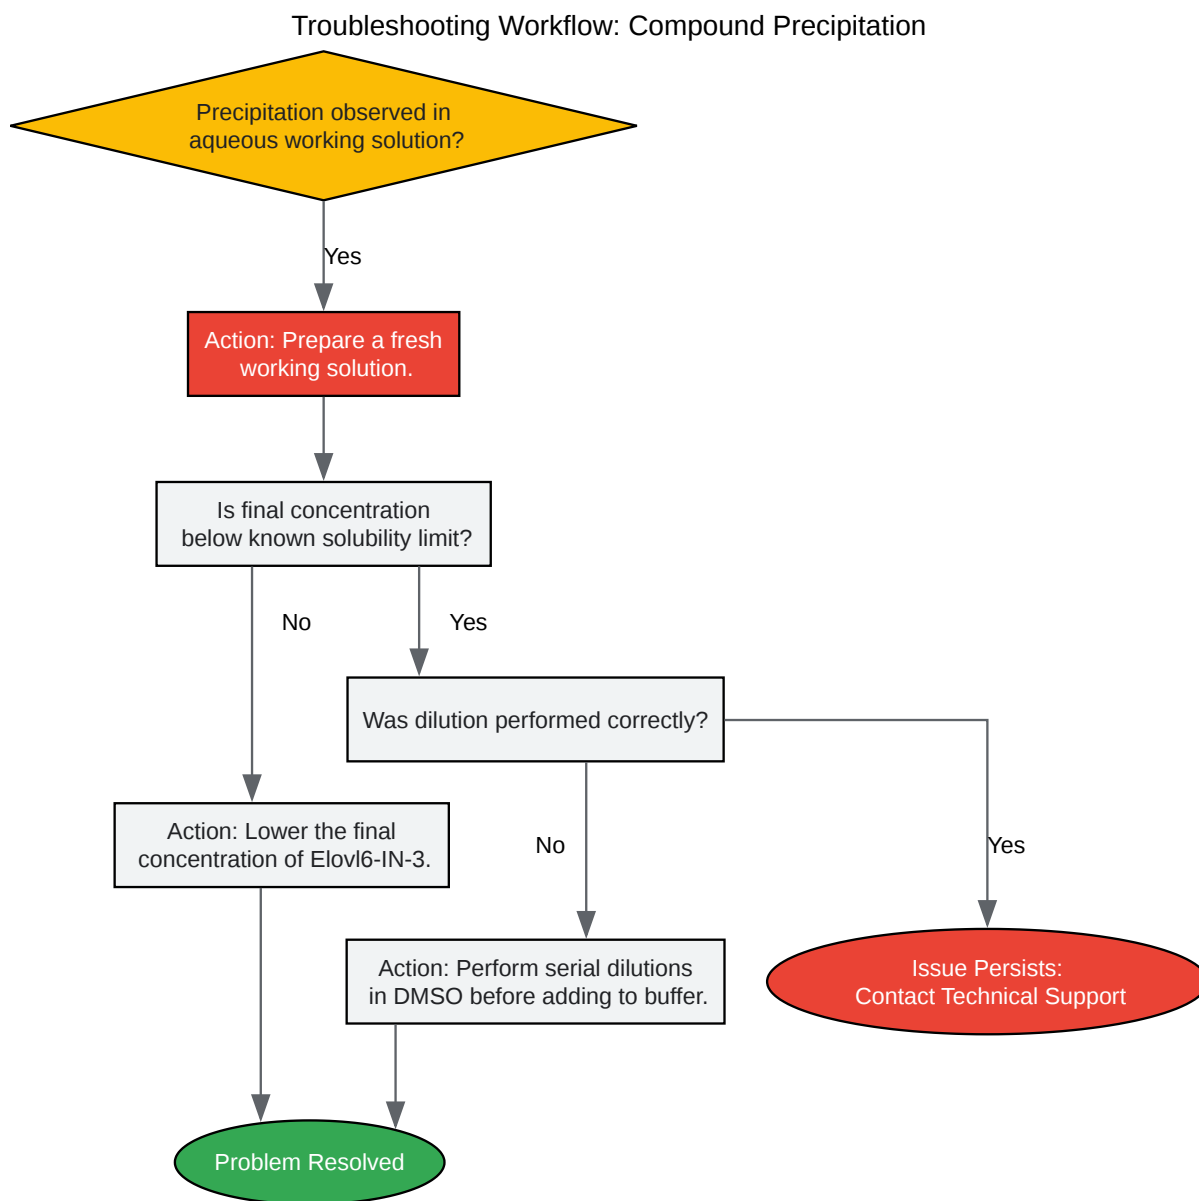 Troubleshooting Workflow: Compound Precipitation
Precipitation observed in
aqueous working solution?
Yes
Action: Prepare a fresh
working solution.
Is final concentration
below known solubility limit?
No
Yes
Was dilution performed correctly?
Action: Lower the final
concentration of Elovl6-IN-3.
No
Yes
Action: Perform serial dilutions
in DMSO before adding to buffer.
Issue Persists:
Contact Technical Support
Problem Resolved